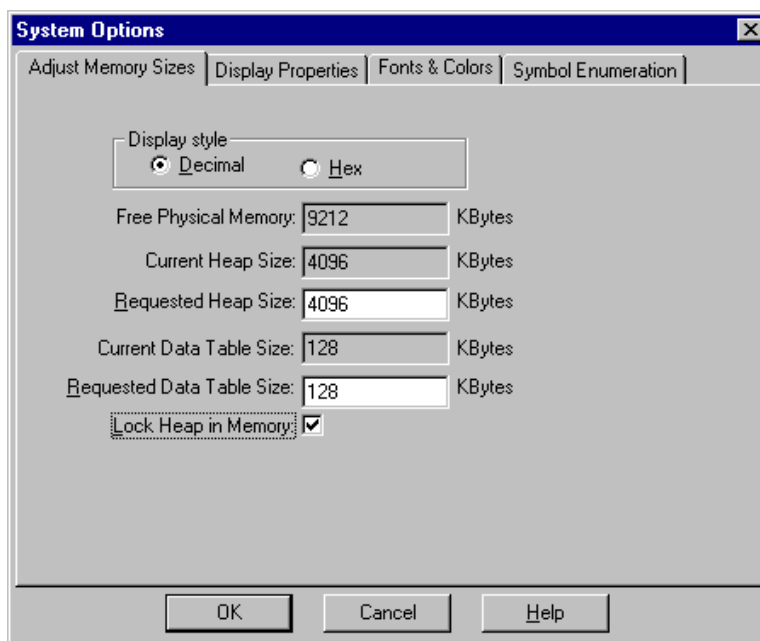 System Options
Adjust Memory Sizes Display Properties Fonts & Colors Symbol Enumeration
Display style
Decimal Hex
Free Physical Memory: 9212 KBytes
Current Heap Size: 4096 KBytes
Requested Heap Size: 4096 KBytes
Current Data Table Size: 128 KBytes
Requested Data Table Size: 128 KBytes
Lock Heap in Memory:
OK Cancel Help